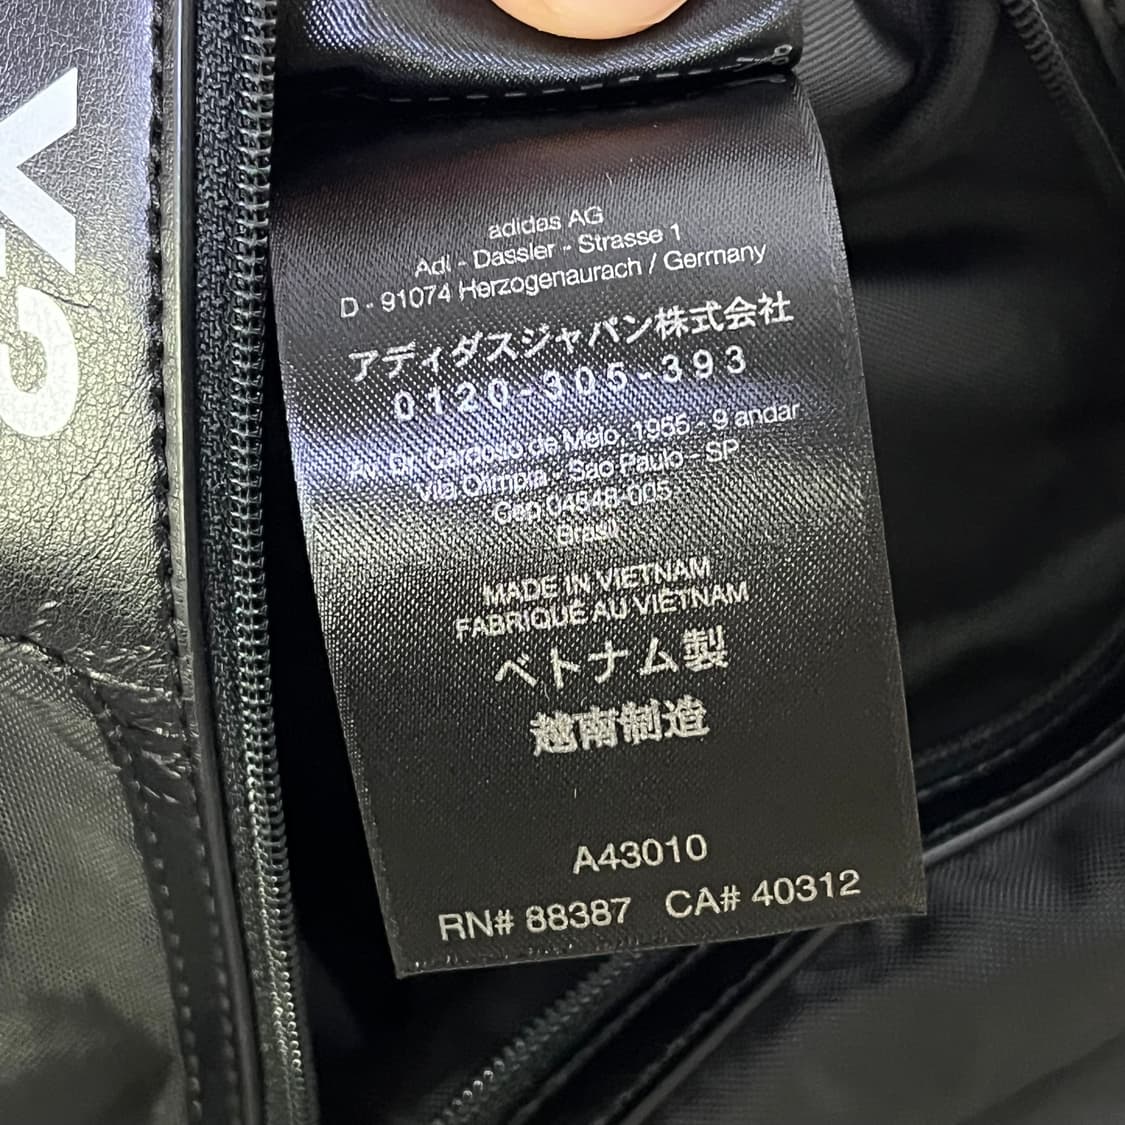 adidas AG
Adi - Dassler - Strasse 1
D - 91074 Herzogenaurach / Germany
アディダスジャパン株式会社
0120-305-393
Av. Dr. Cardoso de Melo, 1955 - 9 andar
Vila Olimpia - Sao Paulo - SP
Cep 04548-005
Brasil
MADE IN VIETNAM
FABRIQUÉ AU VIETNAM
ベトナム製
越南制造
A43010
RN# 88387 CA# 40312